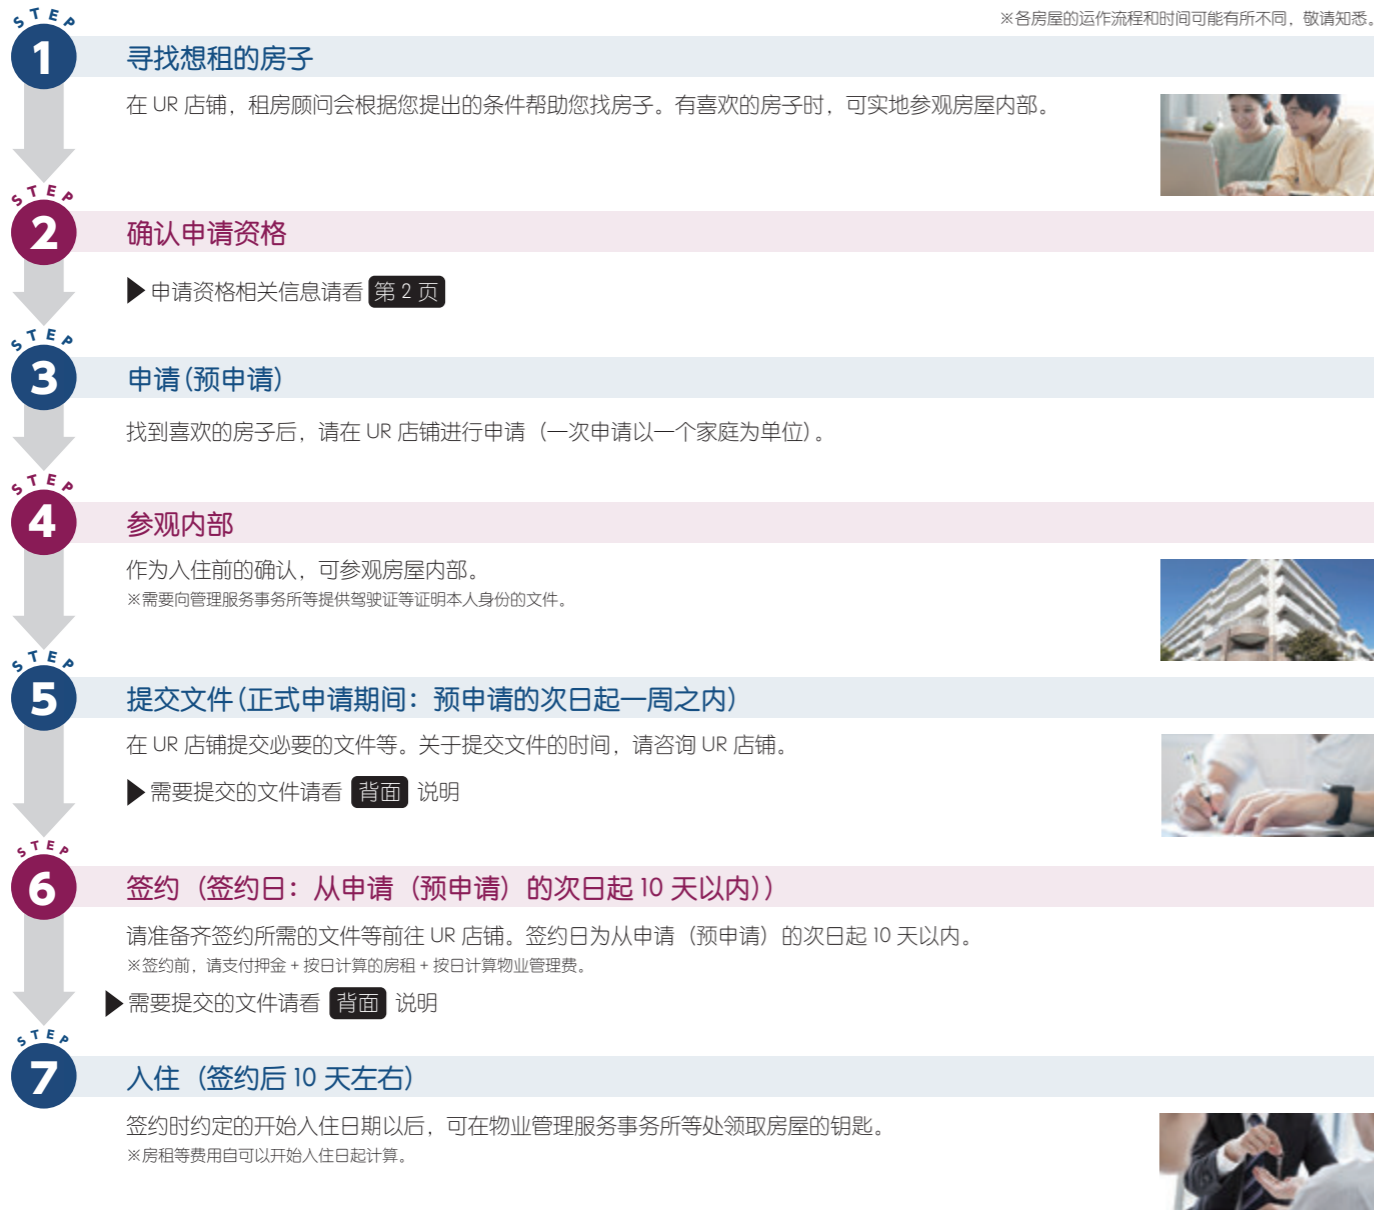 ※各房屋的运作流程和时间可能有所不同，敬请知悉。
STEP
1
寻找想租的房子
在 UR 店铺，租房顾问会根据您提出的条件帮助您找房子。有喜欢的房子时，可实地参观房屋内部。
STEP
2
确认申请资格
▶申请资格相关信息请看 第 2 页
STEP
3
申请（预申请）
找到喜欢的房子后，请在 UR 店铺进行申请（一次申请以一个家庭为单位）。
STEP
4
参观内部
作为入住前的确认，可参观房屋内部。
※需要向管理服务事务所等提供驾驶证等证明本人身份的文件。
STEP
5
提交文件（正式申请期间：预申请的次日起一周之内）
在 UR 店铺提交必要的文件等。关于提交文件的时间，请咨询 UR 店铺。
▶需要提交的文件请看 背面 说明
STEP
6
签约（签约日：从申请（预申请）的次日起 10 天以内））
请准备齐签约所需的文件等前往 UR 店铺。签约日为从申请（预申请）的次日起 10 天以内。
※签约前，请支付押金 + 按日计算的房租 + 按日计算物业管理费。
▶需要提交的文件请看 背面 说明
STEP
7
入住（签约后 10 天左右）
签约时约定的开始入住日期以后，可在物业管理服务事务所等处领取房屋的钥匙。
※房租等费用自可以开始入住日起计算。